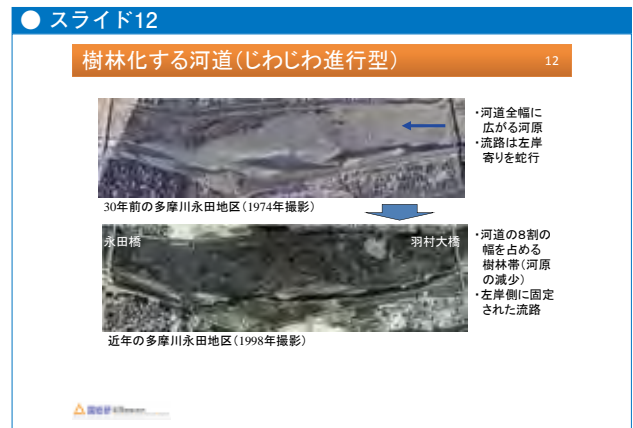 ● スライド12
樹林化する河道(じわじわ進行型)
12
・河道全幅に
広がる河原
・流路は左岸
寄りを蛇行
30年前の多摩川永田地区(1974年撮影)
永田橋
羽村大橋
・河道の8割の
幅を占める
樹林帯(河原
の減少)
・左岸側に固定
された流路
近年の多摩川永田地区(1998年撮影)